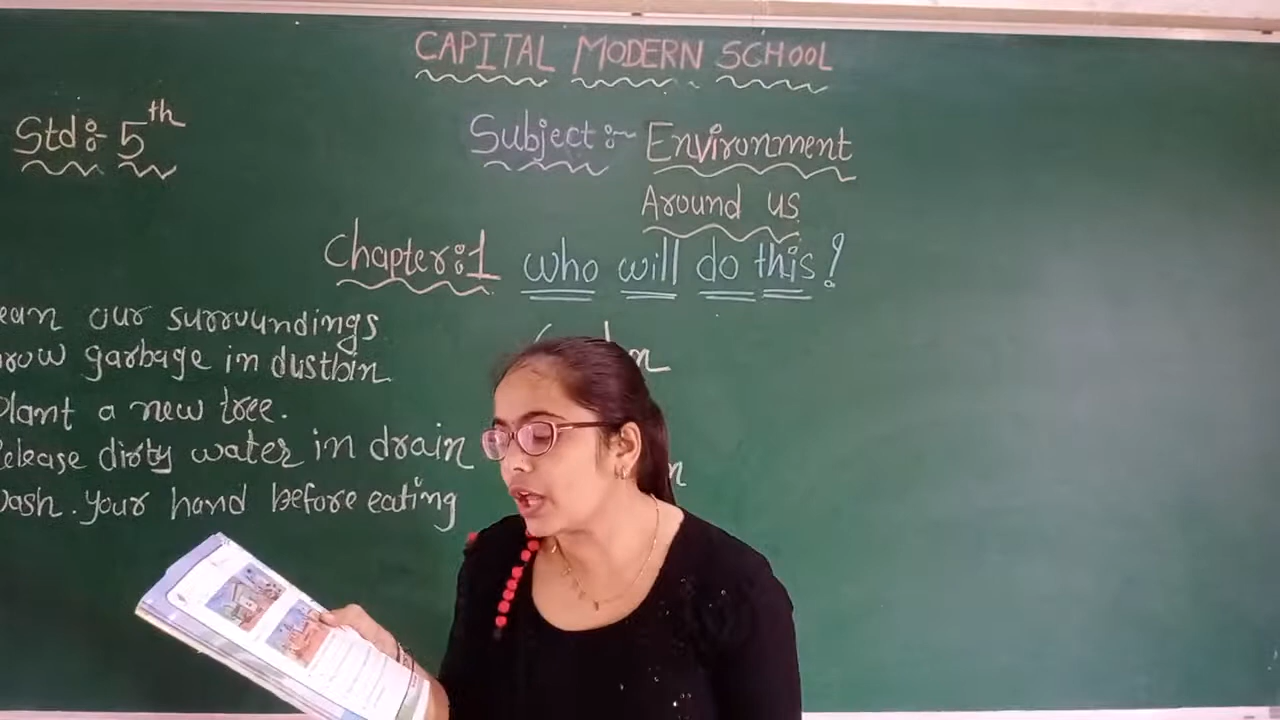 CAPITAL MODERN SCHOOL
Std:- 5th
Subject:- Environment
Around us
Chapter:1 who will do this!
ean our surroundings
row garbage in dustbin
Plant a new tree.
elease dirty water in drain
ash. your hand before eating